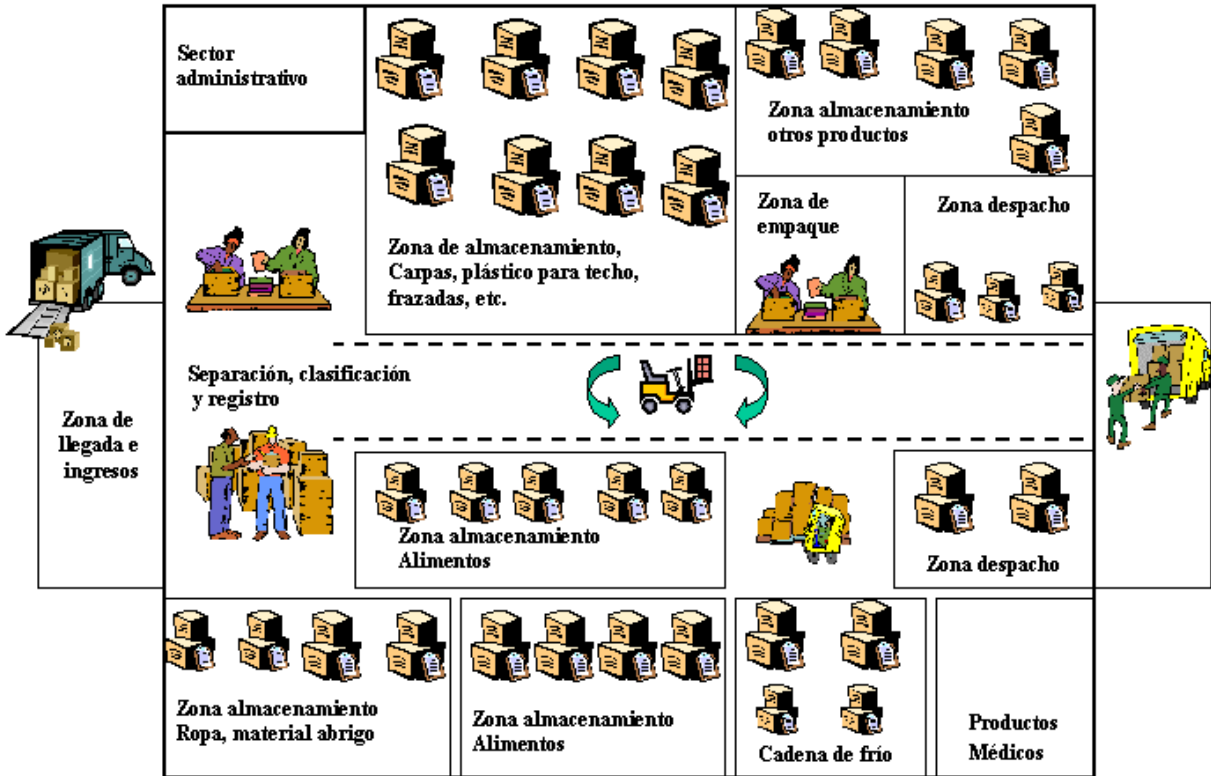 Sector
administrativo
Zona almacenamiento
otros productos
Zona de
empaque
Zona despacho
Zona de almacenamiento,
Carpas, plástico para techo,
frazadas, etc.
Separación, clasificación
y registro
Zona de
llegada e
ingresos
Zona almacenamiento
Alimentos
Zona despacho
Zona almacenamiento
Ropa, material abrigo
Zona almacenamiento
Alimentos
Cadena de frío
Productos
Médicos